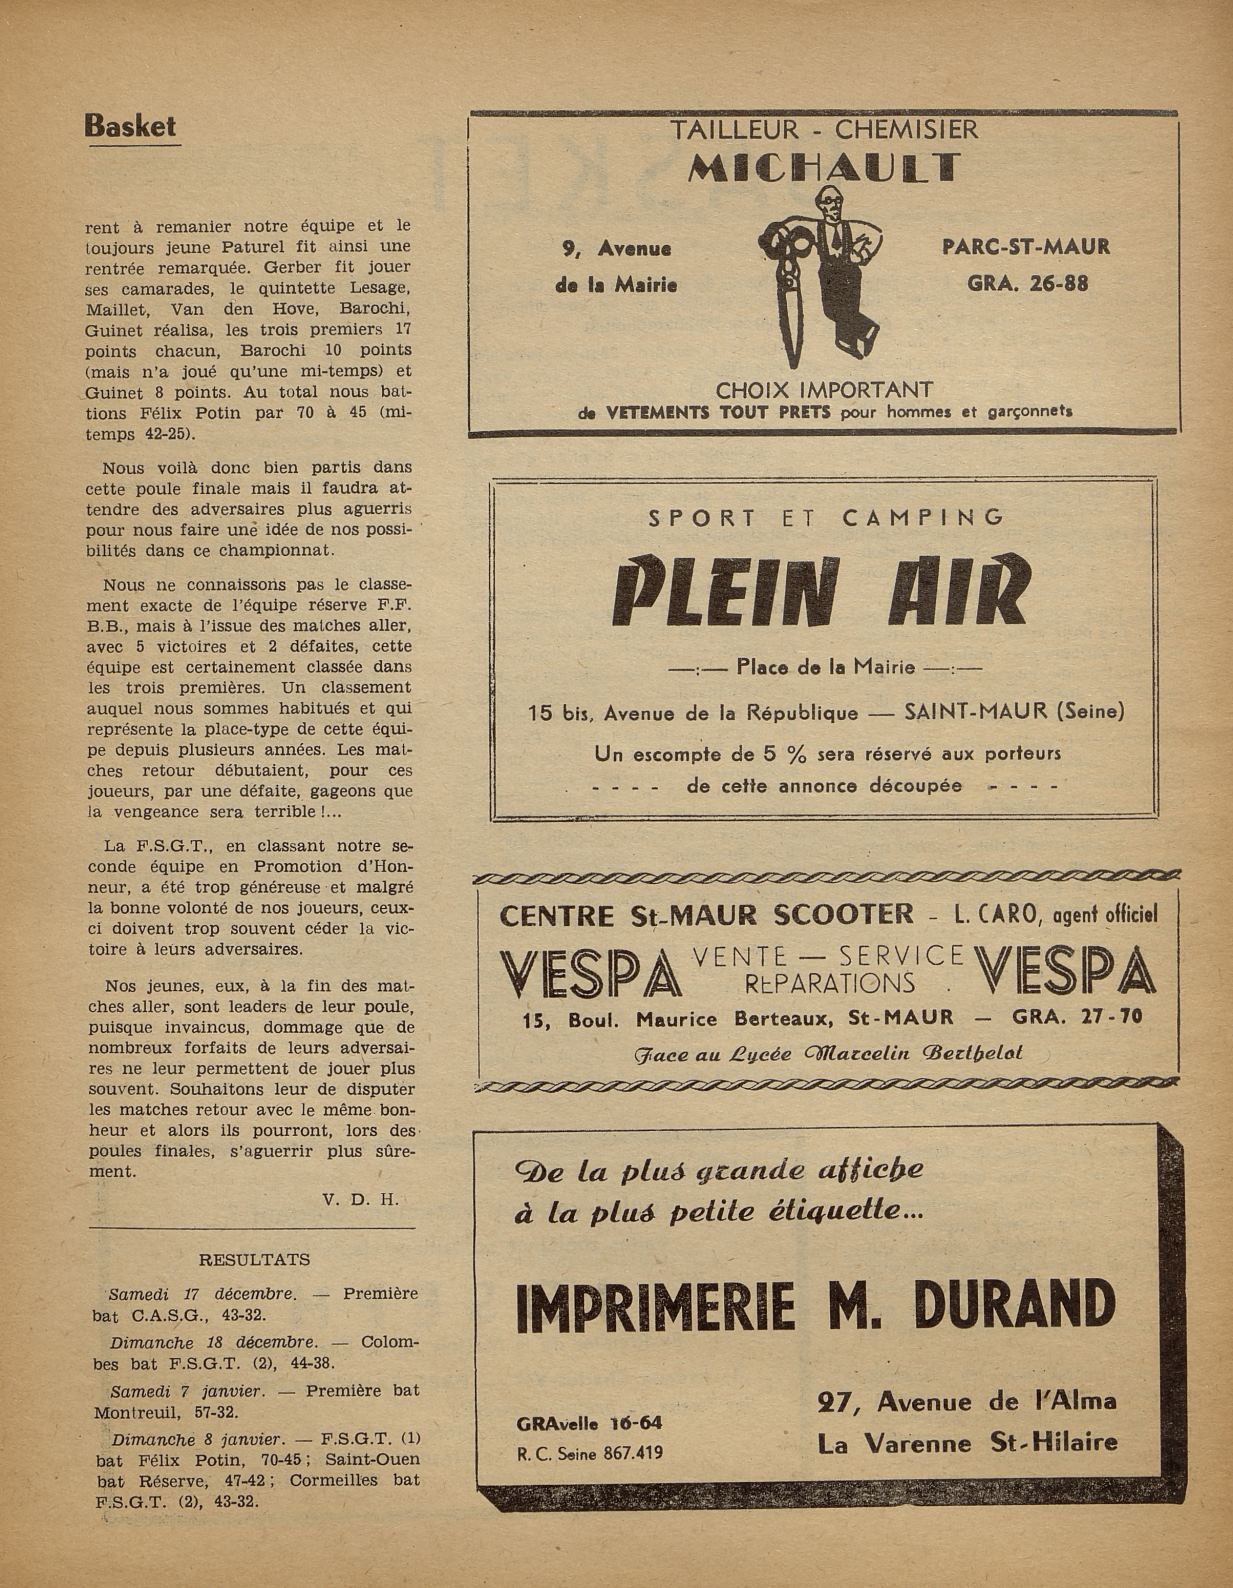 Basket
rent à remanier notre équipe et le
toujours jeune Paturel fit ainsi une
rentrée remarquée. Gerber fit jouer
ses camarades, le quintette Lesage,
Maillet, Van den Hove, Barochi,
Guinet réalisa, les trois premiers 17
points chacun, Barochi 10 points
(mais n'a joué qu'une mi-temps) et
Guinet 8 points. Au total nous bat-
tions Félix Potin par 70 à 45 (mi-
temps 42-25).
Nous voilà donc bien partis dans
cette poule finale mais il faudra at-
tendre des adversaires plus aguerris
pour nous faire une idée de nos possi-
bilités dans ce championnat.
Nous ne connaissons pas le classe-
ment exacte de l'équipe réserve F.F.
B.B., mais à l'issue des matches aller,
avec 5 victoires et 2 défaites, cette
équipe est certainement classée dans
les trois premières. Un classement
auquel nous sommes habitués et qui
représente la place-type de cette équi-
pe depuis plusieurs années. Les mat-
ches retour débutaient, pour ces
joueurs, par une défaite, gageons que
la vengeance sera terrible !...
La F.S.G.T., en classant notre se-
conde équipe en Promotion d'Hon-
neur, a été trop généreuse et malgré
la bonne volonté de nos joueurs, ceux-
ci doivent trop souvent céder la vic-
toire à leurs adversaires.
Nos jeunes, eux, à la fin des mat-
ches aller, sont leaders de leur poule,
puisque invaincus, dommage que de
nombreux forfaits de leurs adversai-
res ne leur permettent de jouer plus
souvent. Souhaitons leur de disputer
les matches retour avec le même bon-
heur et alors ils pourront, lors des
poules finales, s'aguerrir plus sûre-
ment.
V. D. H.
RESULTATS
Samedi 17 décembre. — Première
bat C.A.S.G., 43-32.
Dimanche 18 décembre. — Colom-
bes bat F.S.G.T. (2), 44-38.
Samedi 7 janvier. — Première bat
Montreuil, 57-32.
Dimanche 8 janvier. — F.S.G.T. (1)
bat Félix Potin, 70-45 ; Saint-Ouen
bat Réserve, 47-42 ; Cormeilles bat
F.S.G.T. (2), 43-32.
TAILLEUR - CHEMISIER
MICHAULT
9, Avenue
de la Mairie
PARC-ST-MAUR
GRA. 26-88
CHOIX IMPORTANT
de VETEMENTS TOUT PRETS pour hommes et garçonnets
SPORT ET CAMPING
PLEIN AIR
—:— Place de la Mairie —:—
15 bis, Avenue de la République — SAINT-MAUR (Seine)
Un escompte de 5 % sera réservé aux porteurs
- - - - de cette annonce découpée - - - -
CENTRE St-MAUR SCOOTER - L. CARO, agent officiel
VESPA VENTE — SERVICE VESPA
REPARATIONS
15, Boul. Maurice Berteaux, St-MAUR — GRA. 27-70
Face au Lycée Marcelin Berthelot
De la plus grande affiche
à la plus petite étiquette...
IMPRIMERIE M. DURAND
GRAvelle 16-64
R.C. Seine 867.419
27, Avenue de l'Alma
La Varenne St-Hilaire